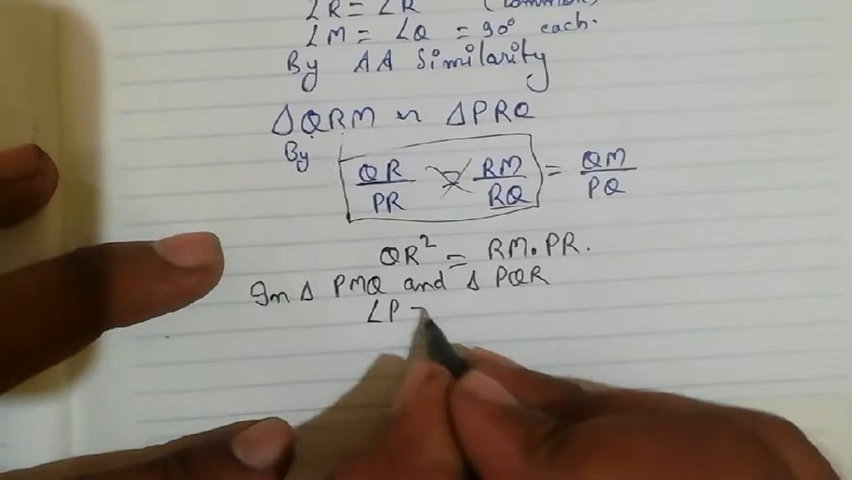 ∠R = ∠R (common)
∠M = ∠Q = 90° each.
By AA Similarity
ΔQRM ~ ΔPRQ
By
QR/PR = RM/RQ = QM/PQ
QR² = RM.PR.
In Δ PMQ and Δ PQR
∠P =